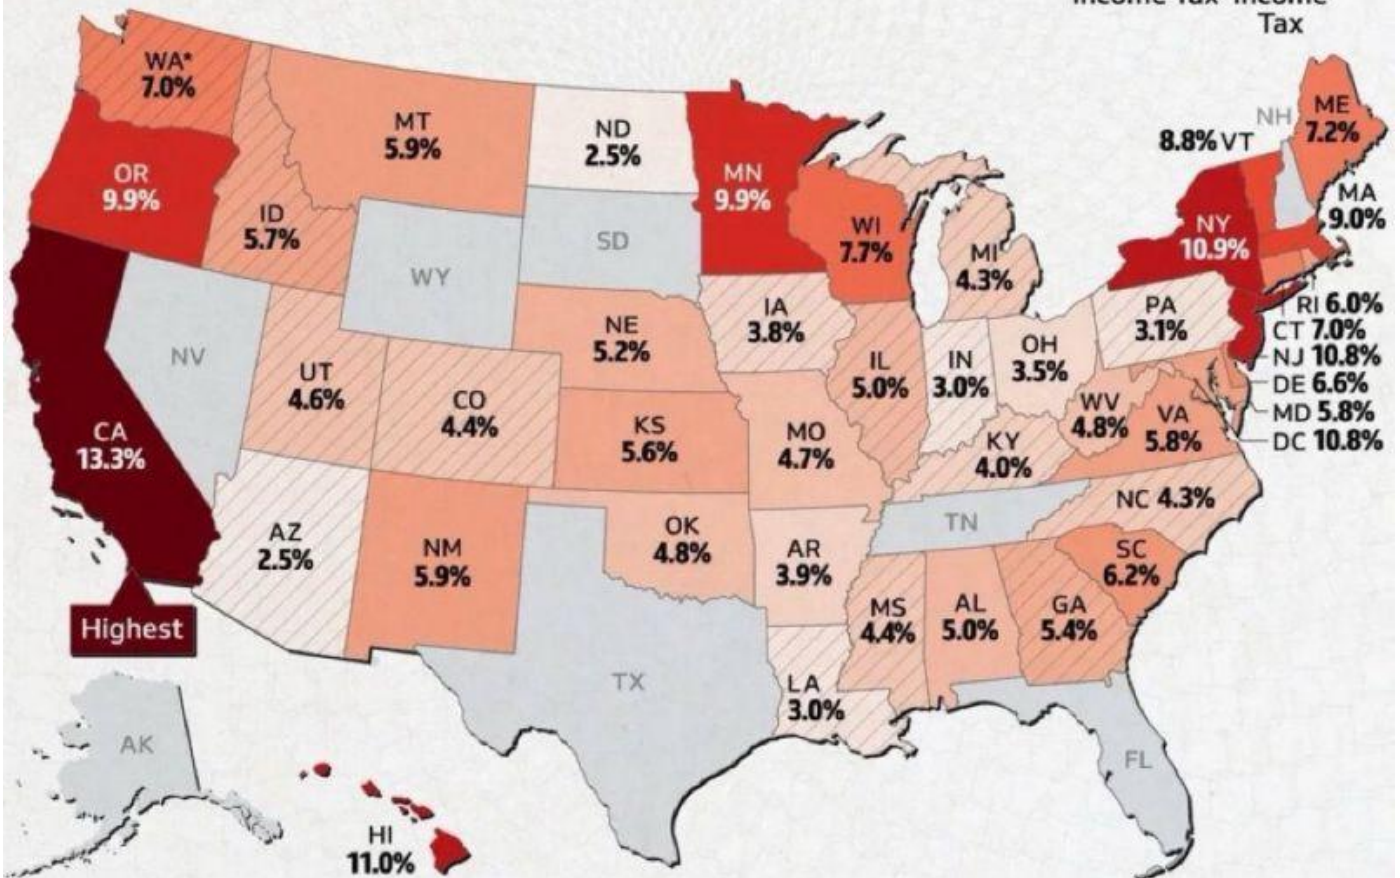 Tax
WA*
7.0%
MT
5.9%
ND
2.5%
MN
9.9%
OR
9.9%
ID
5.7%
WY
SD
WI
7.7%
MI
4.3%
8.8% VT
NH
ME
7.2%
MA
9.0%
NY
10.9%
NV
UT
4.6%
CO
4.4%
NE
5.2%
IA
3.8%
IL
5.0%
IN
3.0%
OH
3.5%
PA
3.1%
RI 6.0%
CT 7.0%
NJ 10.8%
DE 6.6%
MD 5.8%
DC 10.8%
CA
13.3%
KS
5.6%
MO
4.7%
KY
4.0%
WV
4.8%
VA
5.8%
AZ
2.5%
NM
5.9%
OK
4.8%
AR
3.9%
TN
NC 4.3%
SC
6.2%
MS
4.4%
AL
5.0%
GA
5.4%
Highest
TX
LA
3.0%
FL
AK
HI
11.0%